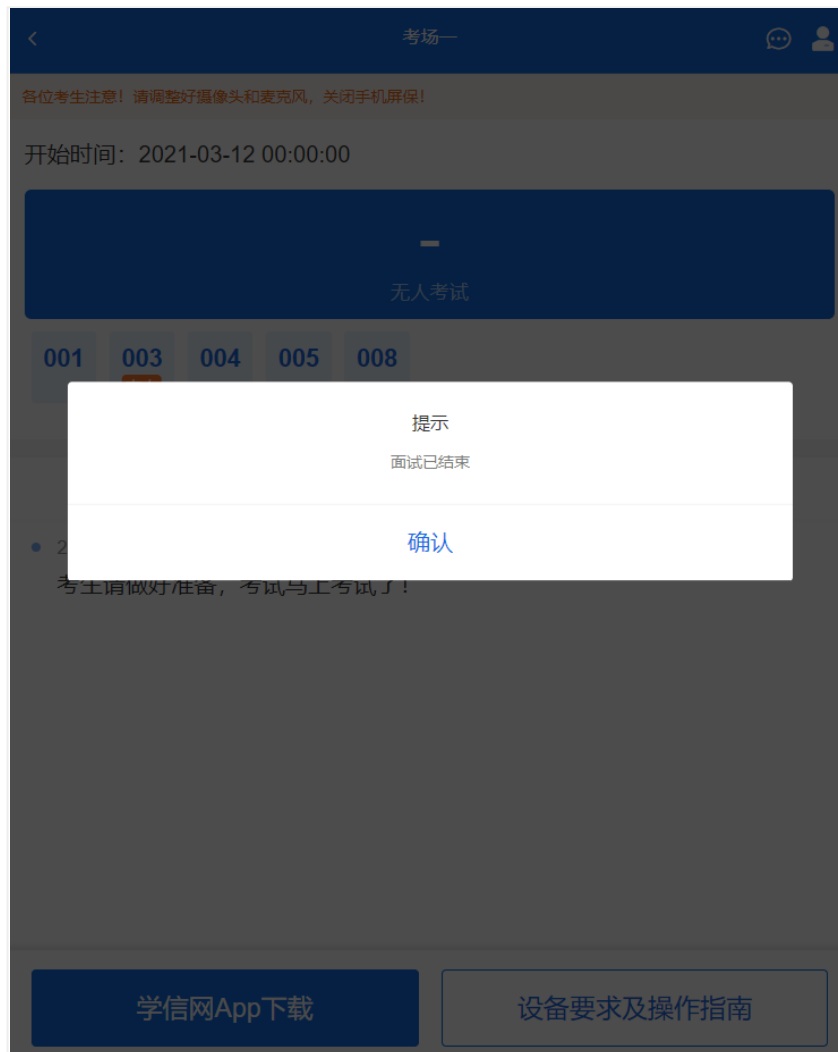 考场一
各位考生注意！请调整好摄像头和麦克风，关闭手机屏保！
开始时间：2021-03-12 00:00:00
-
无人考试
001 003 004 005 008
提示
面试已结束
确认
2
考生请做好准备，考试马上考试了！
学信网App下载 设备要求及操作指南